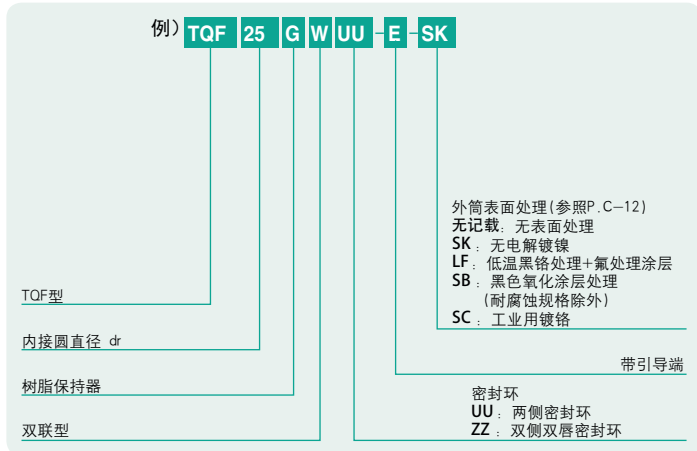 例) TQF 25 G W UU - E - SK
外筒表面处理(参照P.C-12)
无记载：无表面处理
SK：无电解镀镍
LF：低温黑铬处理+氟处理涂层
SB：黑色氧化涂层处理
(耐腐蚀规格除外)
SC：工业用镀铬
TQF型
内接圆直径 dr
带引导端
树脂保持器
密封环
UU：两侧密封环
ZZ：双侧双唇密封环
双联型